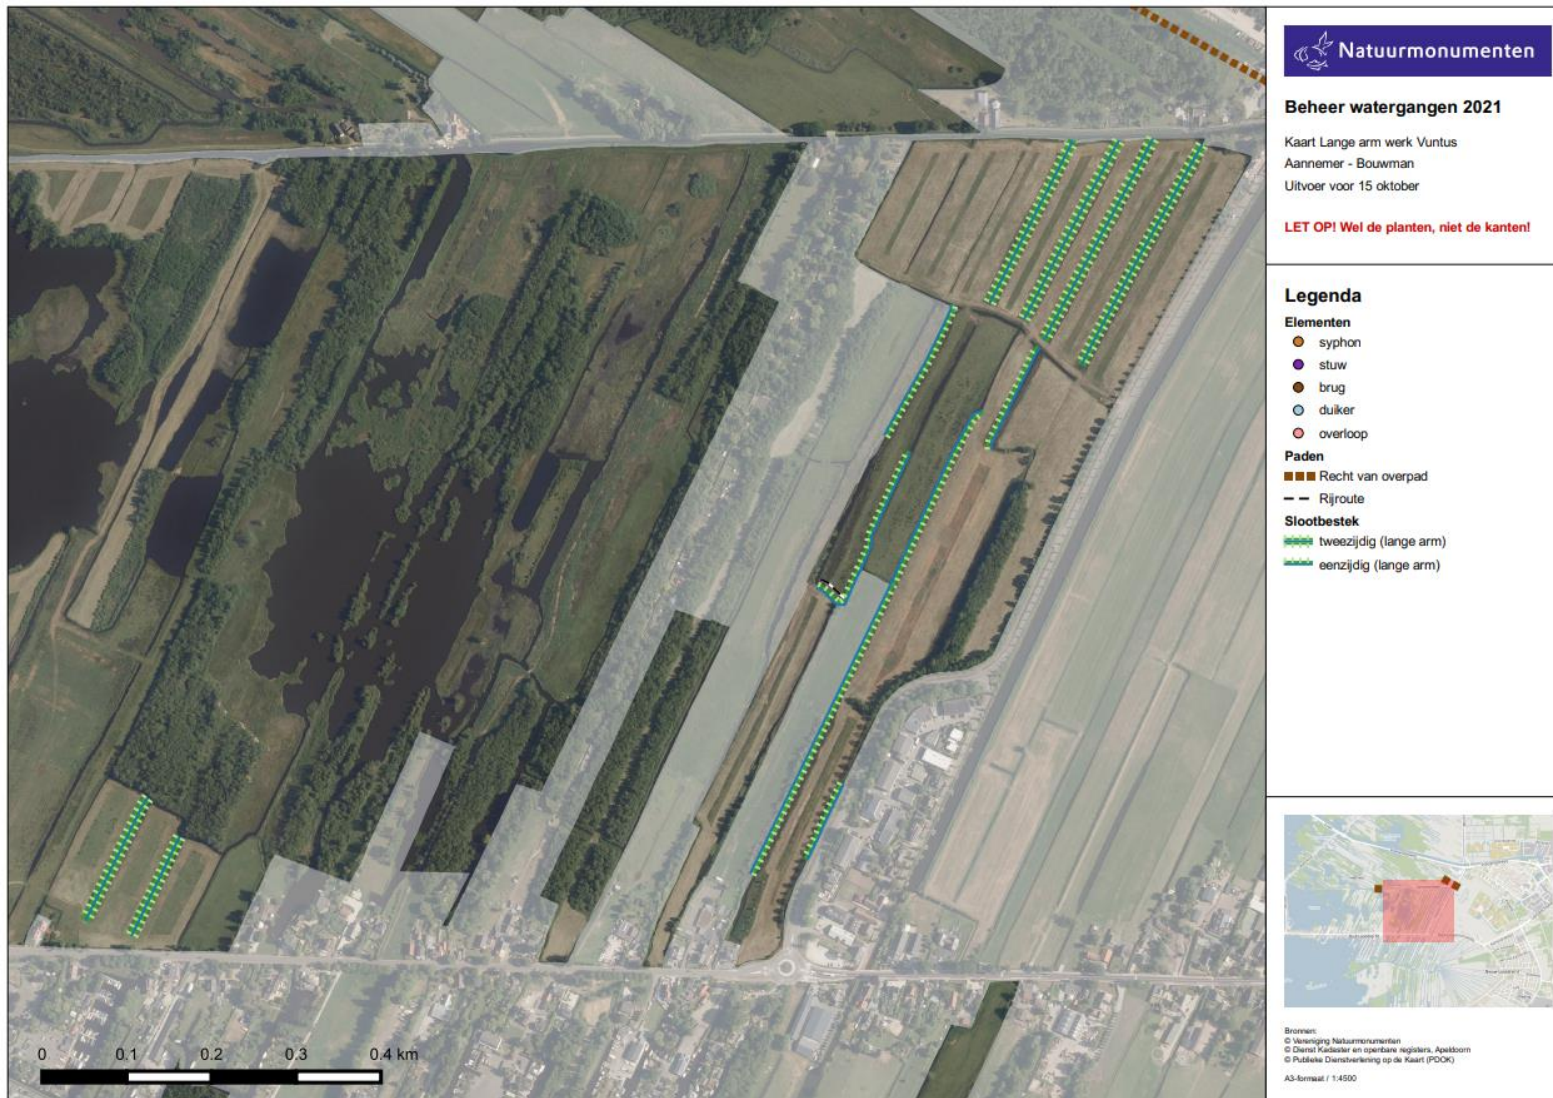 Natuurmonumenten
Beheer watergangen 2021
Kaart Lange arm werk Vuntus
Aannemer - Bouwman
Uitvoer voor 15 oktober
LET OP! Wel de planten, niet de kanten!
Legenda
Elementen
syphon
stuw
brug
duiker
overloop
Paden
Recht van overpad
Rijroute
Slootbestek
tweezijdig (lange arm)
eenzijdig (lange arm)
0 0.1 0.2 0.3 0.4 km
Bronnen:
© Vereniging Natuurmonumenten
© Dienst Kadaster en openbare registers, Apeldoorn
© Publieke Dienstverlening op de Kaart (PDOK)
A3-formaat / 1:4500